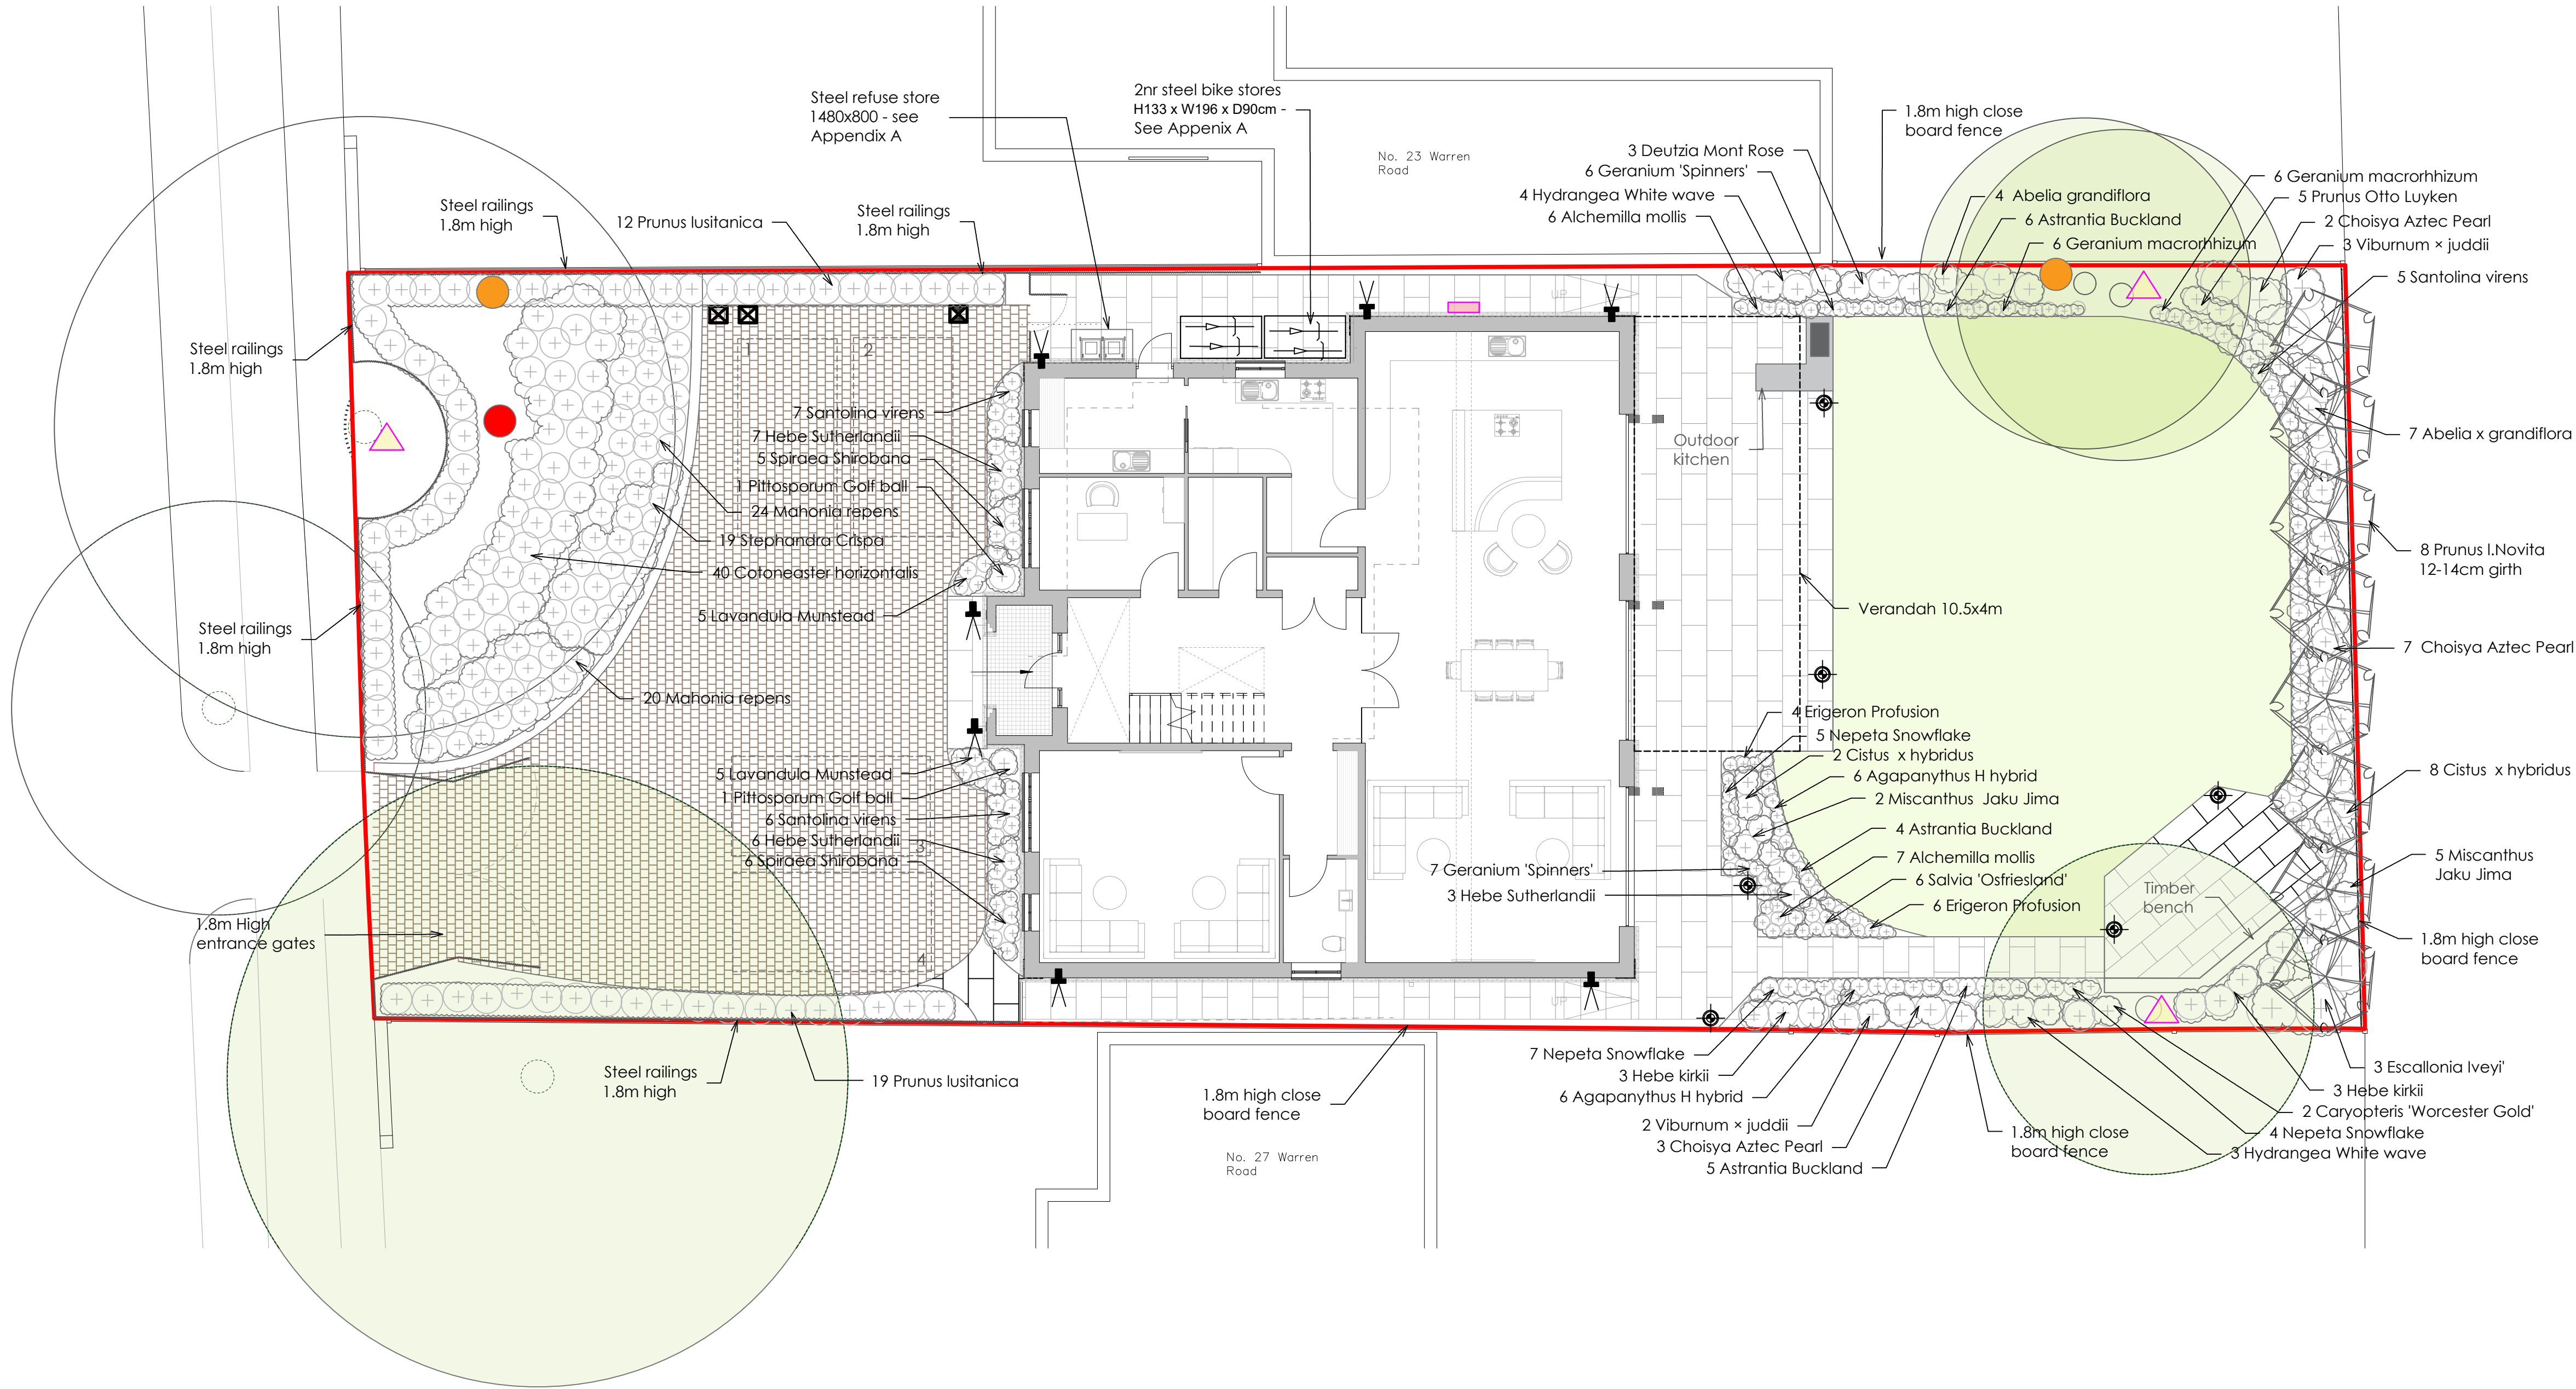 Steel refuse store
1480x800 - see
Appendix A
2nr steel bike stores
H133 x W196 x D90cm -
See Appenix A
No. 23 Warren
Road
1.8m high close
board fence
3 Deutzia Mont Rose
6 Geranium 'Spinners'
4 Hydrangea White wave
6 Alchemilla mollis
4 Abelia grandiflora
6 Astrantia Buckland
6 Geranium macrorhhizum
6 Geranium macrorhhizum
5 Prunus Otto Luyken
2 Choisya Aztec Pearl
3 Viburnum × juddii
5 Santolina virens
Steel railings
1.8m high
12 Prunus lusitanica
Steel railings
1.8m high
Steel railings
1.8m high
Steel railings
1.8m high
1
2
UP
7 Santolina virens
7 Hebe Sutherlandii
5 Spiraea Shirobana
1 Pittosporum Golf ball
24 Mahonia repens
19 Stephandra Crispa
40 Cotoneaster horizontalis
5 Lavandula Munstead
20 Mahonia repens
Outdoor
kitchen
7 Abelia x grandiflora
8 Prunus l.Novita
12-14cm girth
Verandah 10.5x4m
7 Choisya Aztec Pearl
4 Erigeron Profusion
5 Nepeta Snowflake
2 Cistus x hybridus
6 Agapanythus H hybrid
2 Miscanthus Jaku Jima
4 Astrantia Buckland
7 Alchemilla mollis
6 Salvia 'Osfriesland'
6 Erigeron Profusion
7 Geranium 'Spinners'
3 Hebe Sutherlandii
8 Cistus x hybridus
5 Miscanthus
Jaku Jima
Timber
bench
1.8m high close
board fence
5 Lavandula Munstead
1 Pittosporum Golf ball
6 Santolina virens
6 Hebe Sutherlandii
6 Spiraea Shirobana
3
4
1.8m High
entrance gates
UP
Steel railings
1.8m high
19 Prunus lusitanica
1.8m high close
board fence
No. 27 Warren
Road
7 Nepeta Snowflake
3 Hebe kirkii
6 Agapanythus H hybrid
2 Viburnum × juddii
3 Choisya Aztec Pearl
5 Astrantia Buckland
1.8m high close
board fence
3 Escallonia Iveyi'
3 Hebe kirkii
2 Caryopteris 'Worcester Gold'
4 Nepeta Snowflake
3 Hydrangea White wave